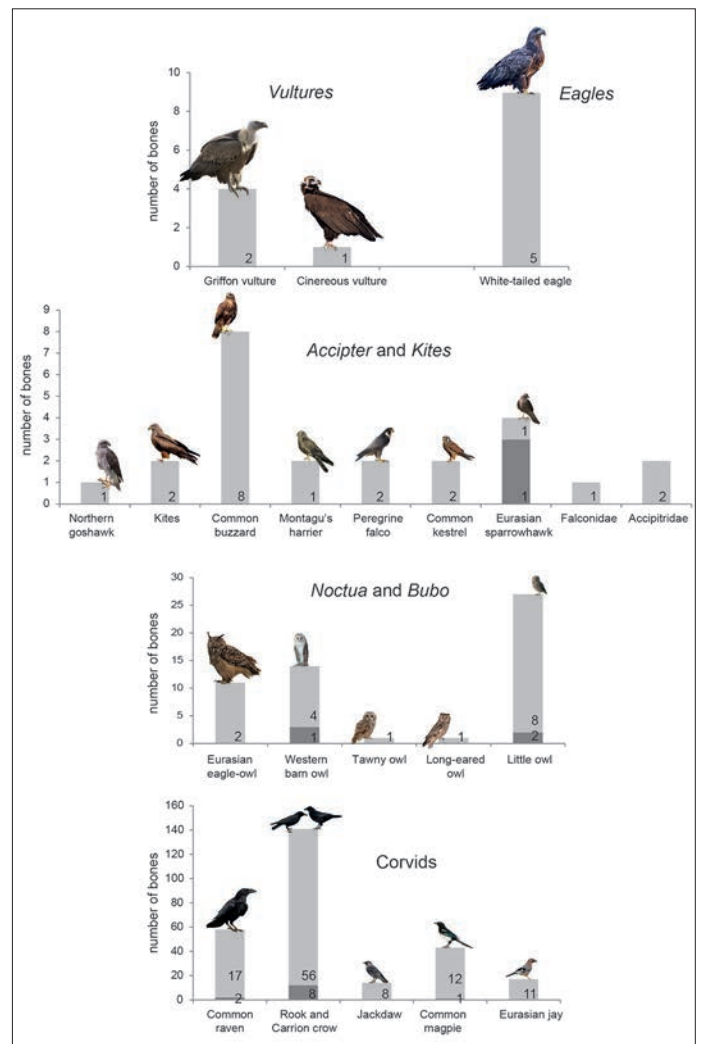 Vultures
Eagles
number of bones
10
8
6
4
2
0
2
1
5
Griffon vulture
Cinereous vulture
White-tailed eagle
Accipter and Kites
number of bones
9
8
7
6
5
4
3
2
1
0
1
2
8
1
2
2
1
1
1
2
Northern
goshawk
Kites
Common
buzzard
Montagu's
harrier
Peregrine
falco
Common
kestrel
Eurasian
sparrowhawk
Falconidae
Accipitridae
Noctua and Bubo
number of bones
30
25
20
15
10
5
0
2
4
1
1
1
8
2
Eurasian
eagle-owl
Western
barn owl
Tawny owl
Long-eared
owl
Little owl
Corvids
number of bones
160
140
120
100
80
60
40
20
0
17
2
56
8
8
12
1
11
Common
raven
Rook and
Carrion crow
Jackdaw
Common
magpie
Eurasian jay